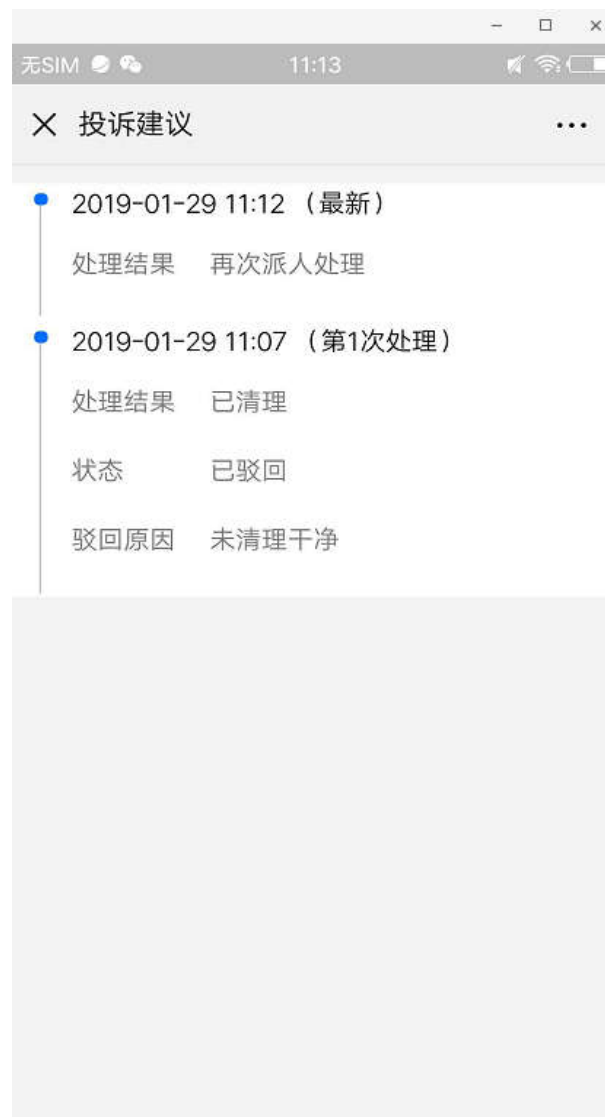 无SIM 11:13
投诉建议
2019-01-29 11:12 （最新）
处理结果 再次派人处理
2019-01-29 11:07 （第1次处理）
处理结果 已清理
状态 已驳回
驳回原因 未清理干净